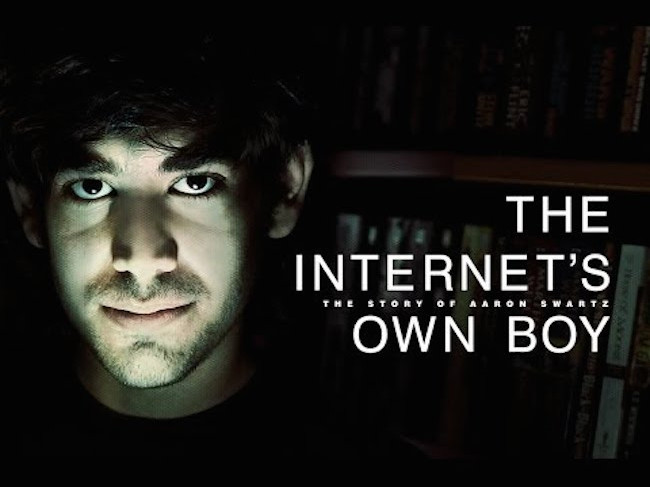 THE
INTERNET'S
THE STORY OF AARON SWARTZ
OWN BOY